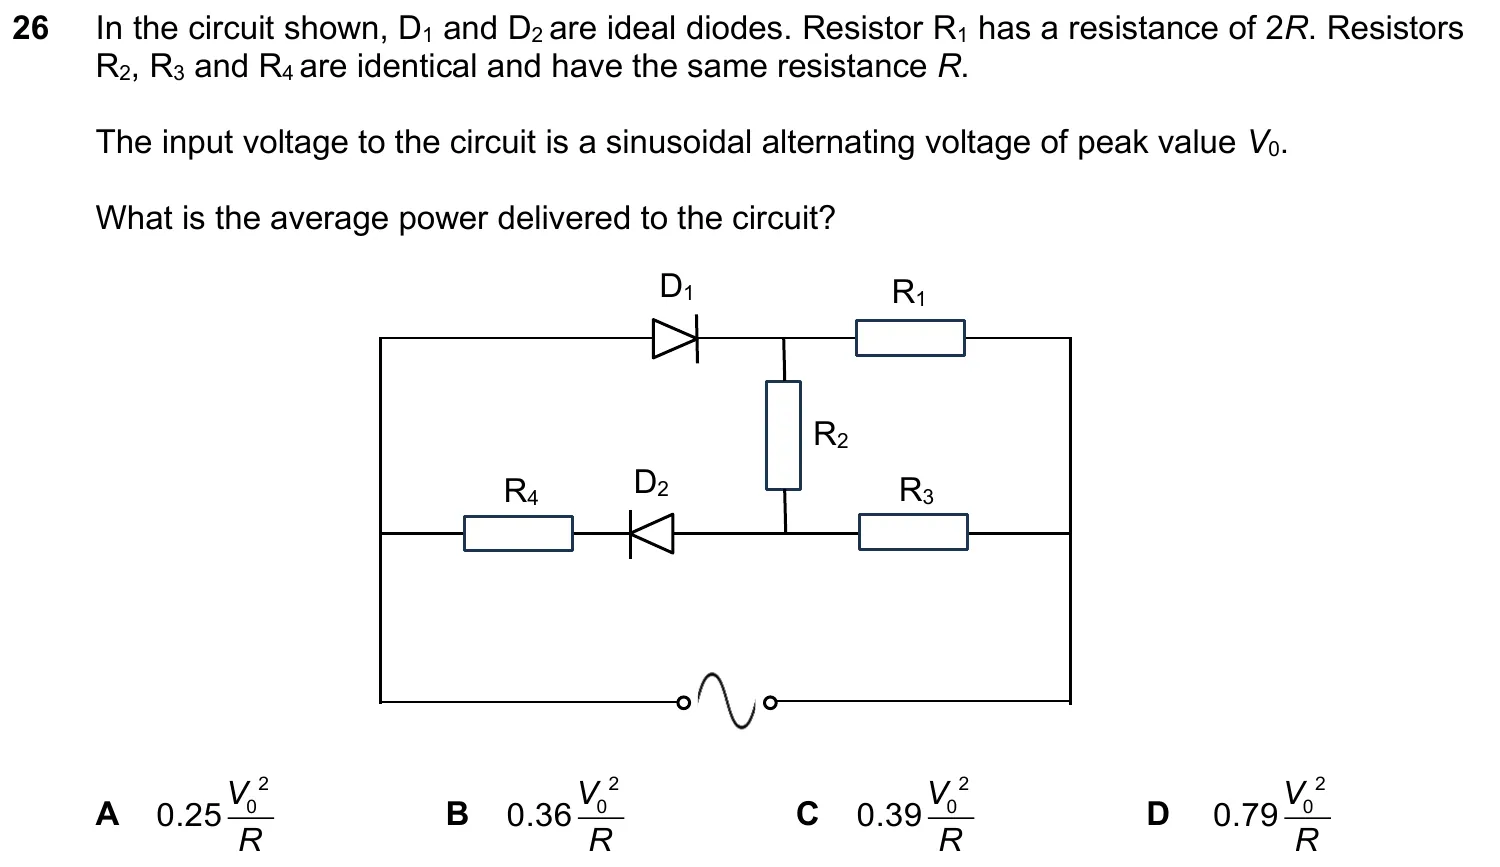 26 In the circuit shown, D₁ and D₂ are ideal diodes. Resistor R₁ has a resistance of 2R. Resistors
R₂, R₃ and R₄ are identical and have the same resistance R.
The input voltage to the circuit is a sinusoidal alternating voltage of peak value V₀.
What is the average power delivered to the circuit?
D₁ R₁
R₂
R₄ D₂ R₃
A 0.25 V₀²/R B 0.36 V₀²/R C 0.39 V₀²/R D 0.79 V₀²/R